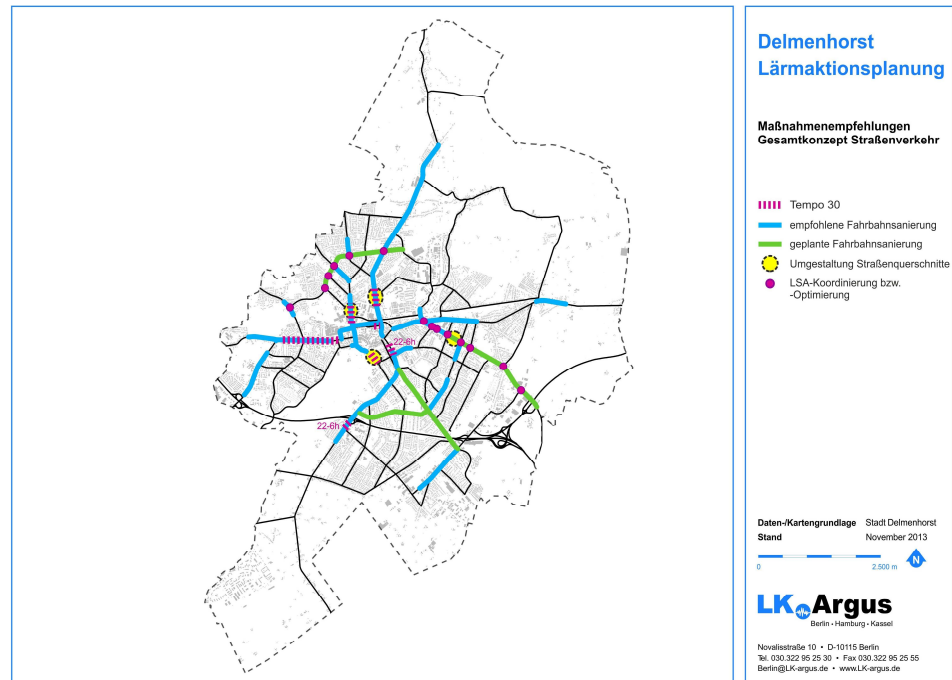 22-6h
22-6h
Delmenhorst
Lärmaktionsplanung
Maßnahmenempfehlungen
Gesamtkonzept Straßenverkehr
Tempo 30
empfohlene Fahrbahnsanierung
geplante Fahrbahnsanierung
Umgestaltung Straßenquerschnitte
LSA-Koordinierung bzw.
-Optimierung
Daten-/Kartengrundlage Stadt Delmenhorst
Stand November 2013
0 2.500 m N
LK Argus
Berlin • Hamburg • Kassel
Novalisstraße 10 • D-10115 Berlin
Tel. 030.322 95 25 30 • Fax 030.322 95 25 55
Berlin@LK-argus.de • www.LK-argus.de